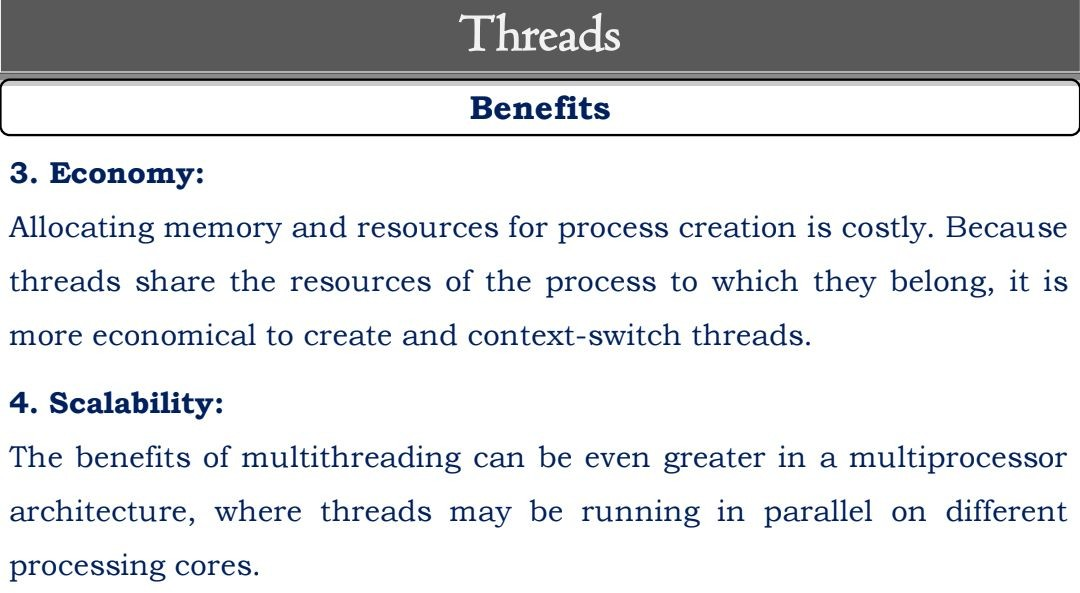 Threads
Benefits
3. Economy:
Allocating memory and resources for process creation is costly. Because
threads share the resources of the process to which they belong, it is
more economical to create and context-switch threads.
4. Scalability:
The benefits of multithreading can be even greater in a multiprocessor
architecture, where threads may be running in parallel on different
processing cores.